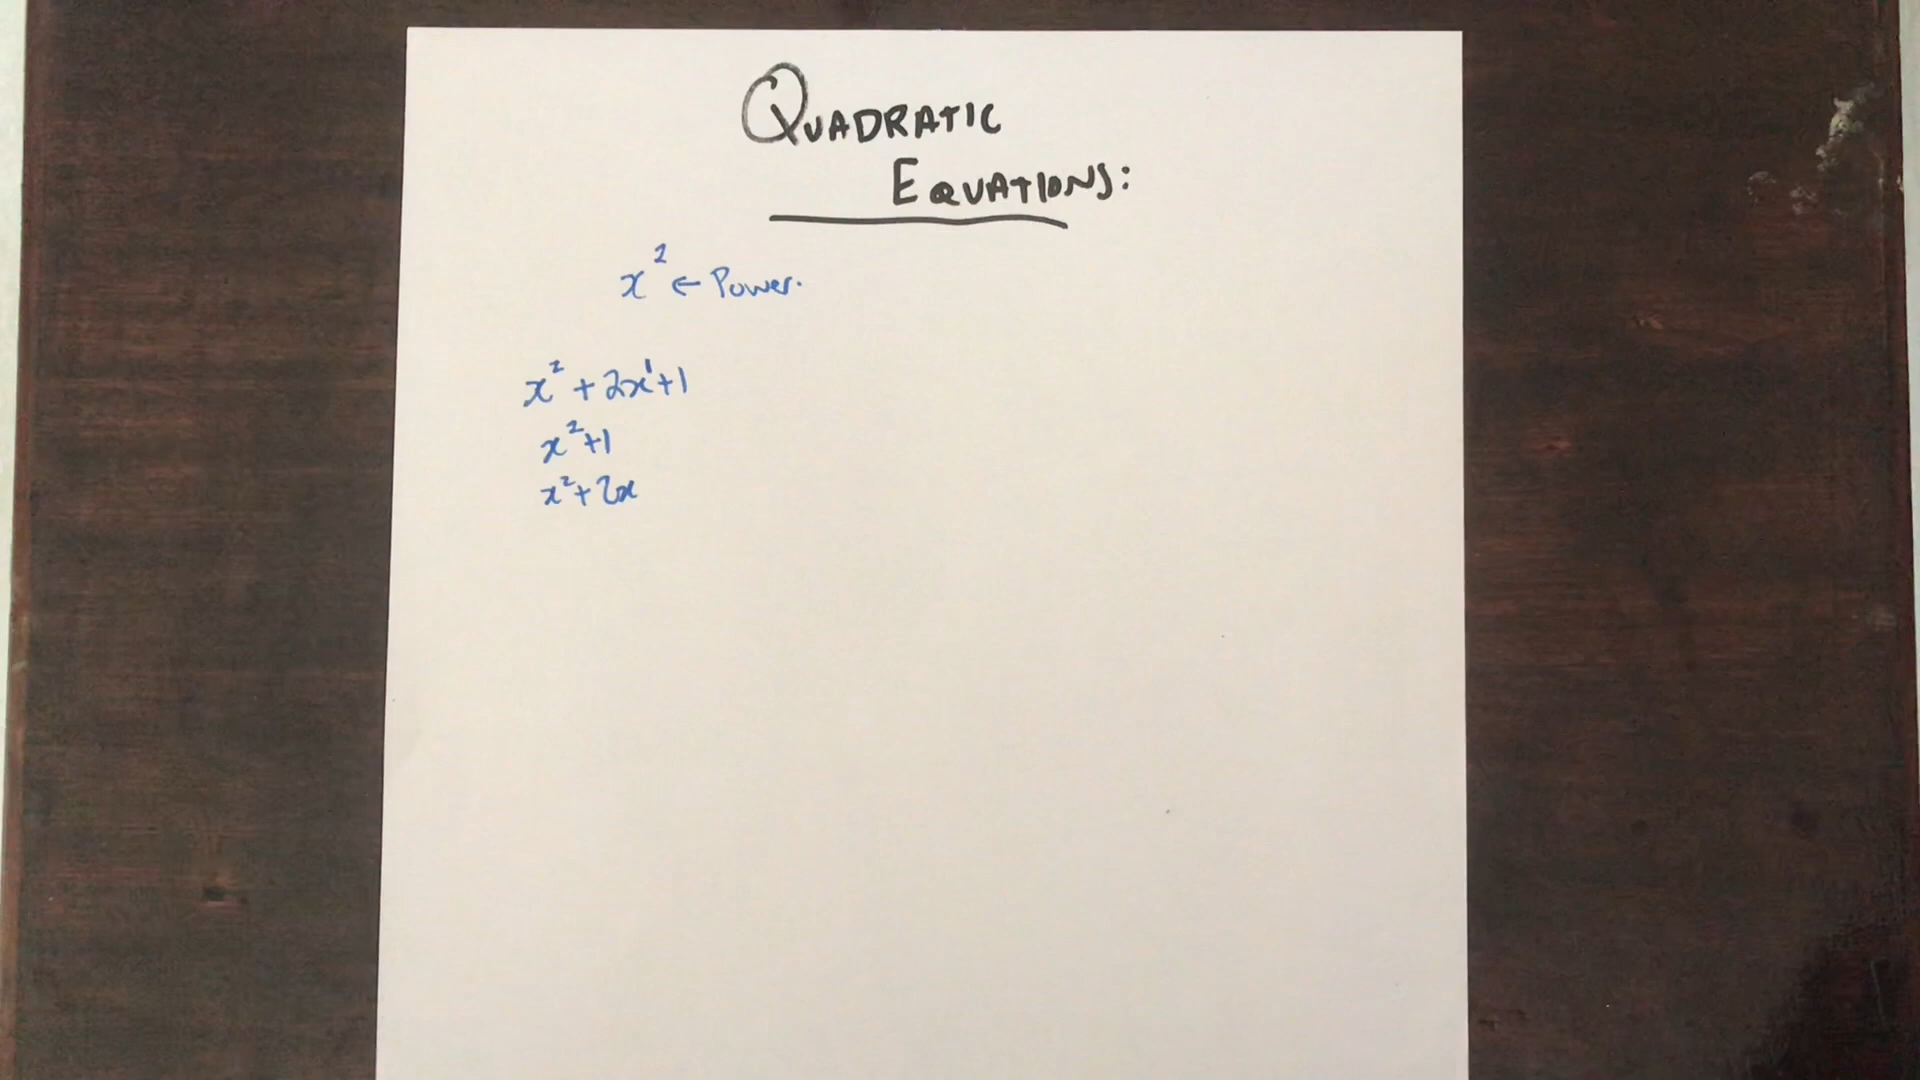 QUADRATIC
EQUATIONS:
x² ← Power.
x² + 2x¹ + 1
x² + 1
x² + 2x